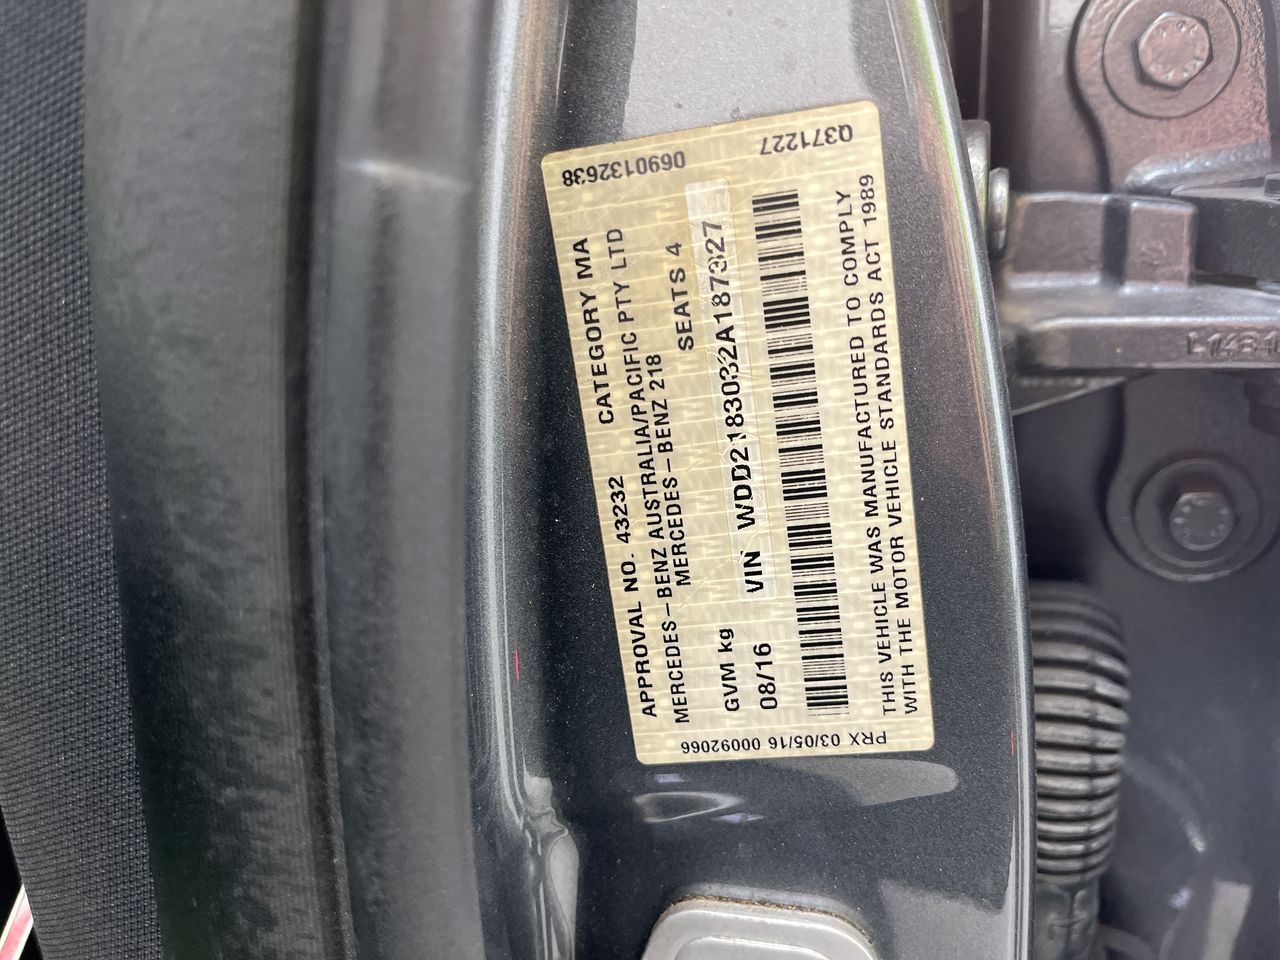 0690132638
Q371227
APPROVAL NO. 43232 CATEGORY MA
MERCEDES-BENZ AUSTRALIA/PACIFIC PTY LTD
MERCEDES-BENZ 218
GVM kg SEATS 4
08/16 VIN WDD2183032A187327
THIS VEHICLE WAS MANUFACTURED TO COMPLY
WITH THE MOTOR VEHICLE STANDARDS ACT 1989
PRX 03/05/16 00092066